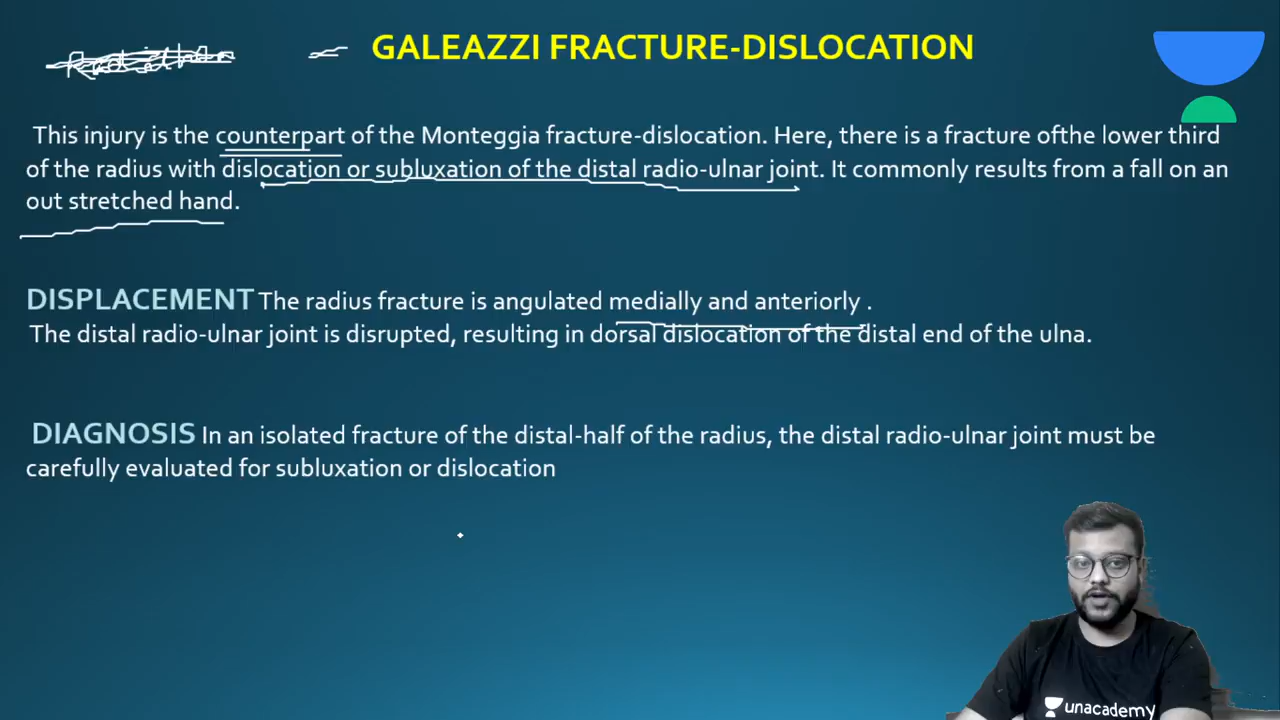 GALEAZZI FRACTURE-DISLOCATION
This injury is the counterpart of the Monteggia fracture-dislocation. Here, there is a fracture ofthe lower third
of the radius with dislocation or subluxation of the distal radio-ulnar joint. It commonly results from a fall on an
out stretched hand.
DISPLACEMENT The radius fracture is angulated medially and anteriorly .
The distal radio-ulnar joint is disrupted, resulting in dorsal dislocation of the distal end of the ulna.
DIAGNOSIS In an isolated fracture of the distal-half of the radius, the distal radio-ulnar joint must be
carefully evaluated for subluxation or dislocation
unacademy